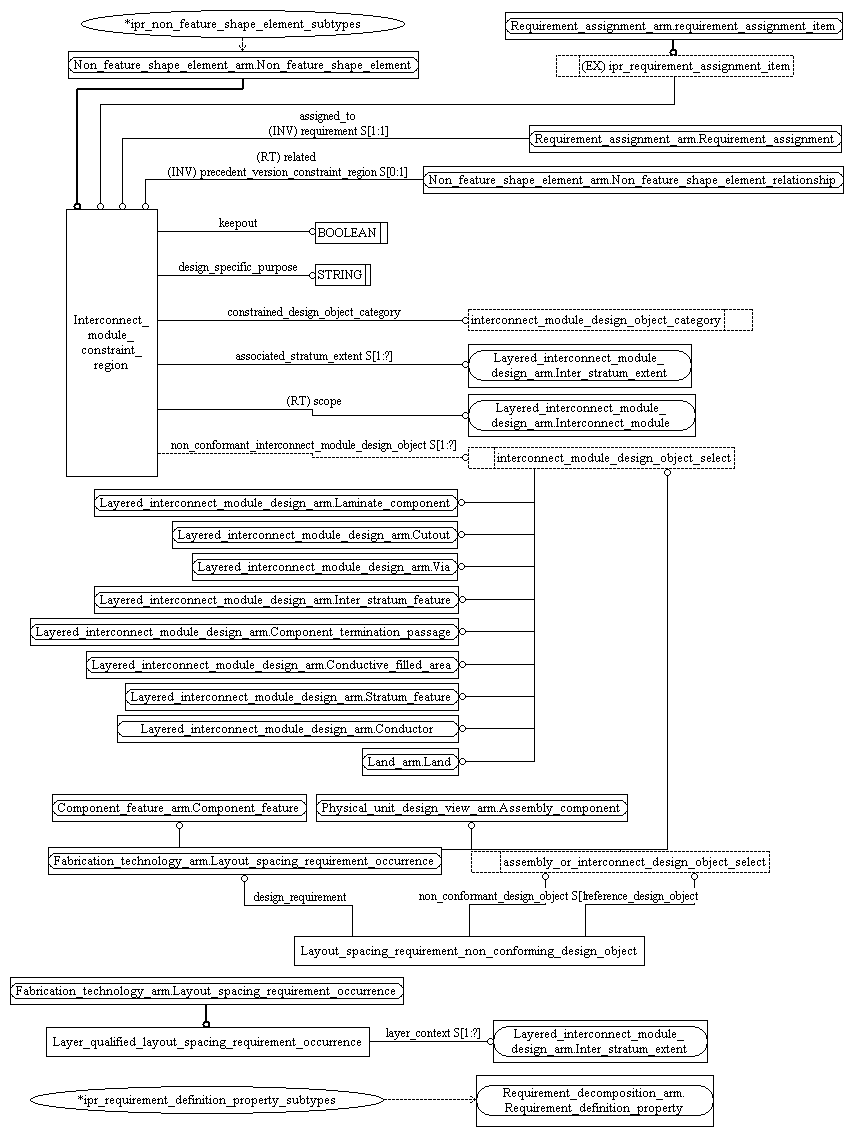 *ipr_non_feature_shape_element_subtypes
Requirement_assignment_arm.requirement_assignment_item
Non_feature_shape_element_arm.Non_feature_shape_element
(EX) ipr_requirement_assignment_item
assigned_to
(INV) requirement S[1:1]
Requirement_assignment_arm.Requirement_assignment
(RT) related
(INV) precedent_version_constraint_region S[0:1]
Non_feature_shape_element_arm.Non_feature_shape_element_relationship
keepout
BOOLEAN
design_specific_purpose
STRING
Interconnect_
module_
constraint_
region
constrained_design_object_category
interconnect_module_design_object_category
associated_stratum_extent S[1:?]
Layered_interconnect_module_
design_arm.Inter_stratum_extent
(RT) scope
Layered_interconnect_module_
design_arm.Interconnect_module
non_conformant_interconnect_module_design_object S[1:?]
interconnect_module_design_object_select
Layered_interconnect_module_design_arm.Laminate_component
Layered_interconnect_module_design_arm.Cutout
Layered_interconnect_module_design_arm.Via
Layered_interconnect_module_design_arm.Inter_stratum_feature
Layered_interconnect_module_design_arm.Component_termination_passage
Layered_interconnect_module_design_arm.Conductive_filled_area
Layered_interconnect_module_design_arm.Stratum_feature
Layered_interconnect_module_design_arm.Conductor
Land_arm.Land
Component_feature_arm.Component_feature
Physical_unit_design_view_arm.Assembly_component
Fabrication_technology_arm.Layout_spacing_requirement_occurrence
assembly_or_interconnect_design_object_select
design_requirement
non_conformant_design_object S[1
reference_design_object
Layout_spacing_requirement_non_conforming_design_object
Fabrication_technology_arm.Layout_spacing_requirement_occurrence
Layer_qualified_layout_spacing_requirement_occurrence
layer_context S[1:?]
Layered_interconnect_module_
design_arm.Inter_stratum_extent
*ipr_requirement_definition_property_subtypes
Requirement_decomposition_arm.
Requirement_definition_property